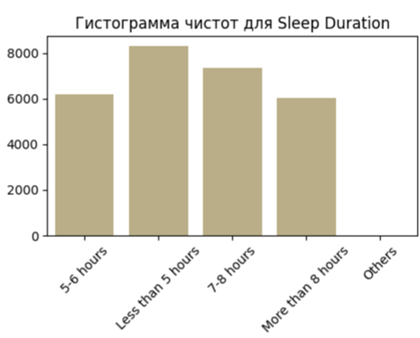 Гистограмма чистот для Sleep Duration
8000
6000
4000
2000
0
5-6 hours
Less than 5 hours
7-8 hours
More than 8 hours
Others